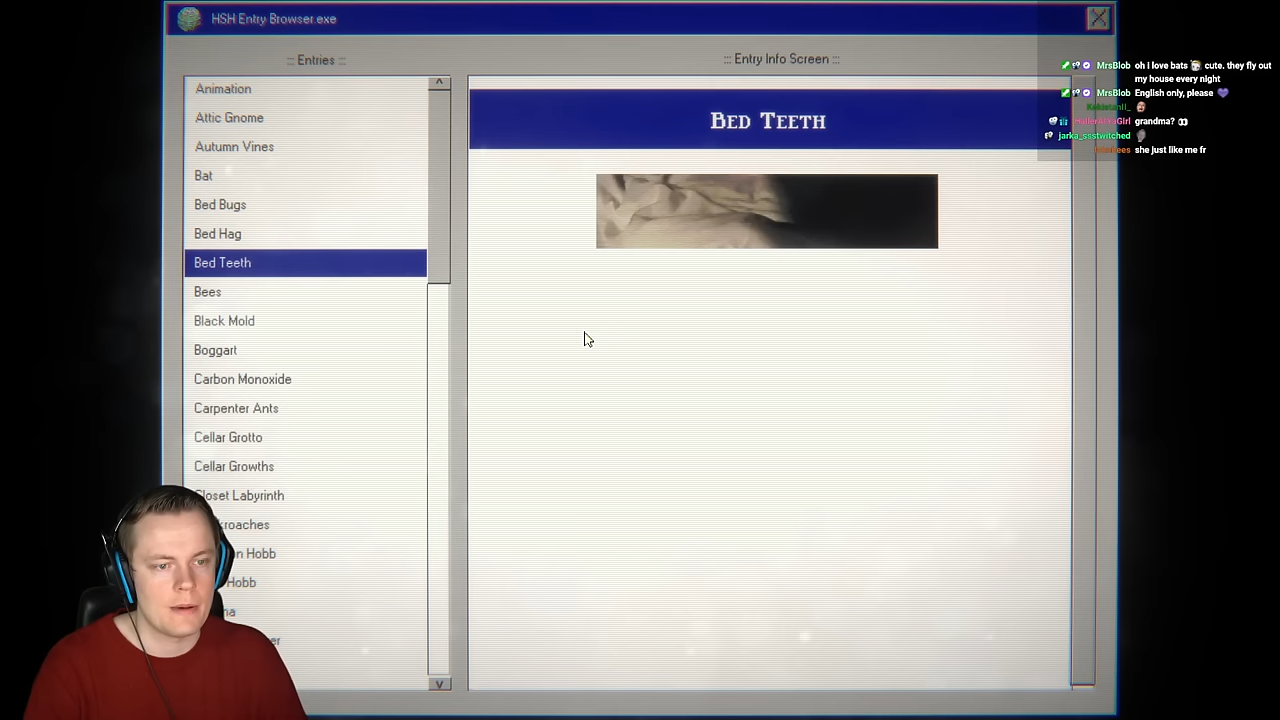 HSH Entry Browser.exe
::: Entries :::
::: Entry Info Screen :::
Animation
Attic Gnome
Autumn Vines
Bat
Bed Bugs
Bed Hag
Bed Teeth
Bees
Black Mold
Boggart
Carbon Monoxide
Carpenter Ants
Cellar Grotto
Cellar Growths
Closet Labyrinth
kroaches
n Hobb
Hobb
na
er
Bed Teeth
MrsBlob oh I love bats cute. they fly out
my house every night
MrsBlob English only, please
grandma?
jarka_ssstwitched
she just like me fr